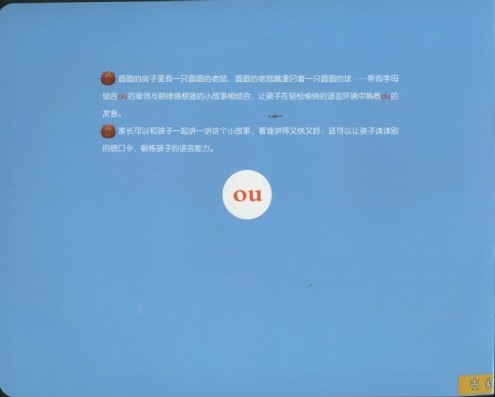 圆圆的房子里有一只圆圆的老鼠，圆圆的老鼠嘴里叼着一只圆圆的球……带有字母
组合ou的单词与韵律感极强的小故事相结合，让孩子在轻松愉快的语言环境中熟悉ou的
发音。
家长可以和孩子一起讲一讲这个小故事，看谁讲得又快又好；还可以让孩子读读别
的绕口令，锻炼孩子的语言能力。
ou